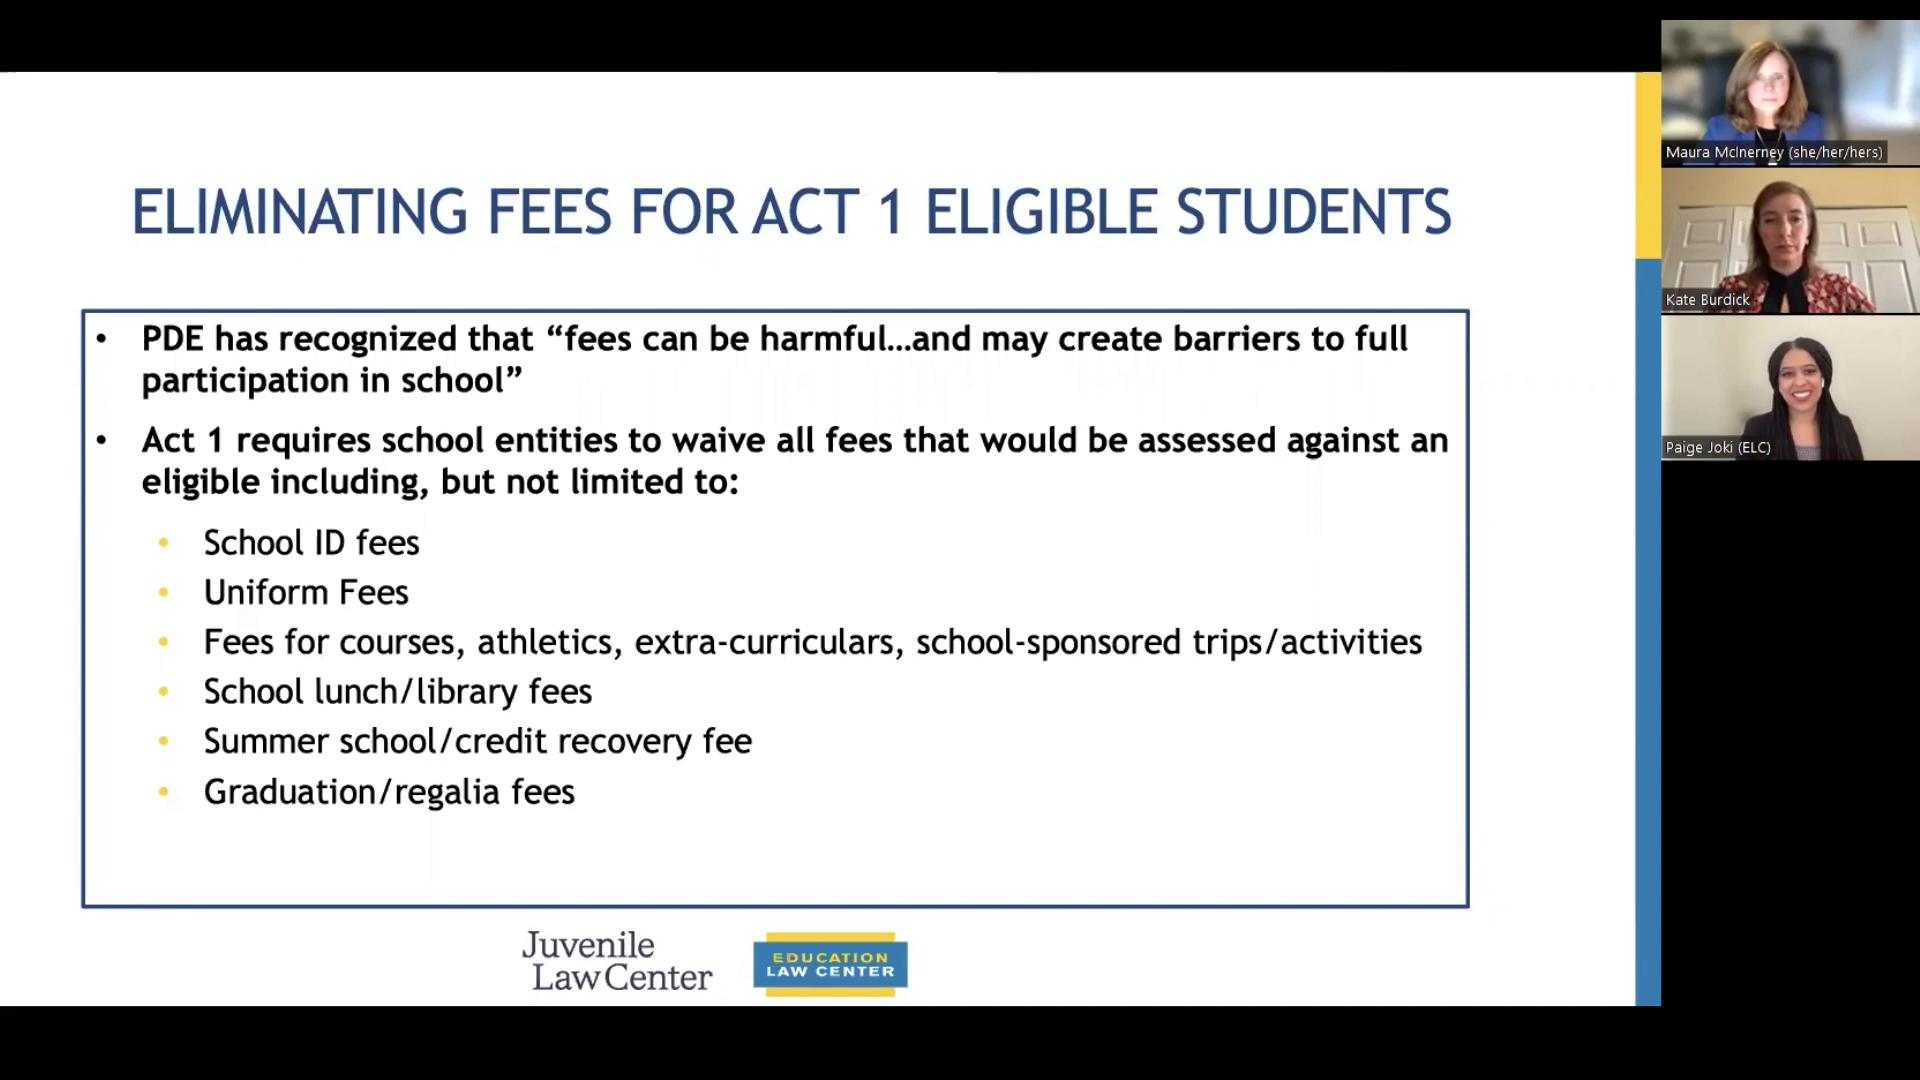 ELIMINATING FEES FOR ACT 1 ELIGIBLE STUDENTS
• PDE has recognized that “fees can be harmful…and may create barriers to full
participation in school”
• Act 1 requires school entities to waive all fees that would be assessed against an
eligible including, but not limited to:
• School ID fees
• Uniform Fees
• Fees for courses, athletics, extra-curriculars, school-sponsored trips/activities
• School lunch/library fees
• Summer school/credit recovery fee
• Graduation/regalia fees
Juvenile
Law Center
EDUCATION
LAW CENTER
Maura McInerney (she/her/hers)
Kate Burdick
Paige Joki (ELC)